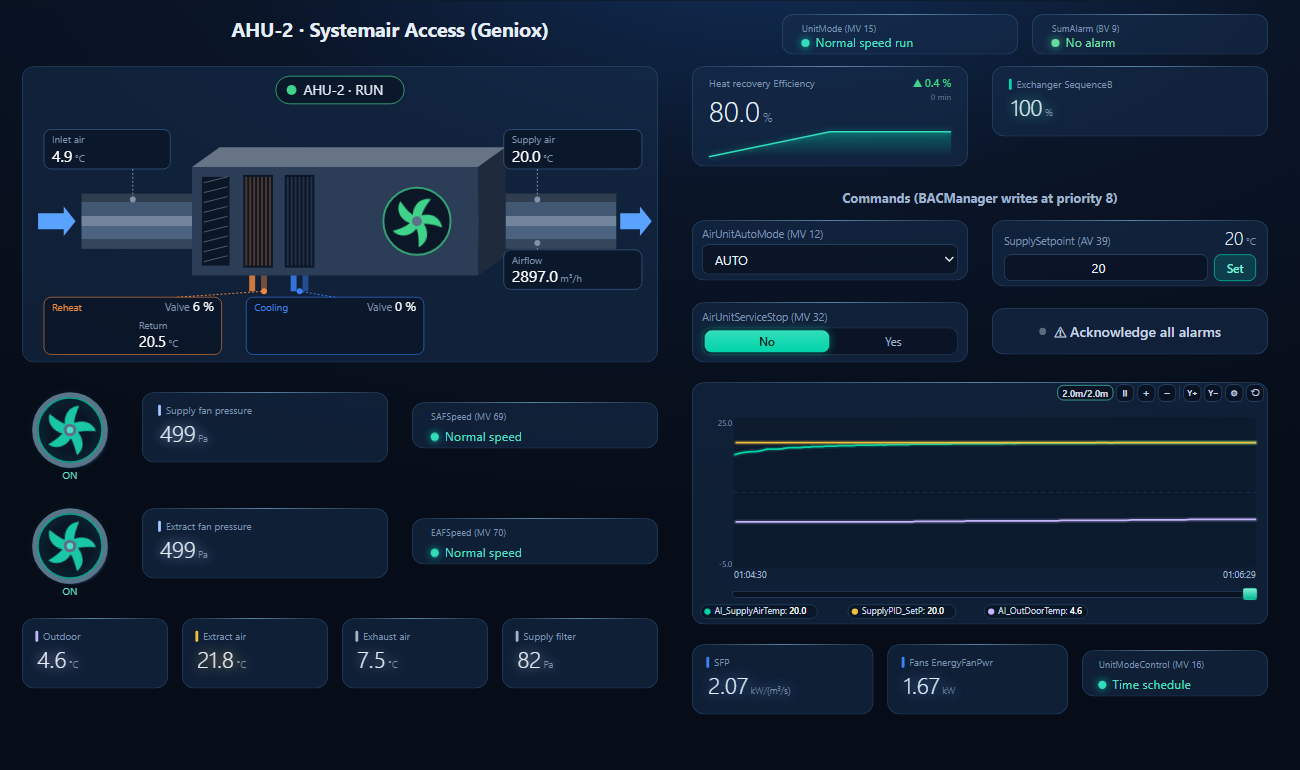 AHU-2 · Systemair Access (Geniox)
UnitMode (MV 15)
Normal speed run
SumAlarm (BV 9)
No alarm
AHU-2 · RUN
Inlet air
4.9 °C
Supply air
20.0 °C
Airflow
2897.0 m³/h
Reheat
Valve 6 %
Return
20.5 °C
Cooling
Valve 0 %
Heat recovery Efficiency
▲ 0.4 %
0 min
80.0 %
Exchanger SequenceB
100 %
Commands (BACManager writes at priority 8)
AirUnitAutoMode (MV 12)
AUTO
SupplySetpoint (AV 39)
20 °C
20
Set
AirUnitServiceStop (MV 32)
No
Yes
⚠ Acknowledge all alarms
Supply fan pressure
499 Pa
SAFSpeed (MV 69)
Normal speed
ON
Extract fan pressure
499 Pa
EAFSpeed (MV 70)
Normal speed
ON
2.0m/2.0m
Y+
Y−
25.0
-5.0
01:04:30
01:06:29
AI_SupplyAirTemp: 20.0
SupplyPID_SetP: 20.0
AI_OutDoorTemp: 4.6
Outdoor
4.6 °C
Extract air
21.8 °C
Exhaust air
7.5 °C
Supply filter
82 Pa
SFP
2.07 kW/(m³/s)
Fans EnergyFanPwr
1.67 kW
UnitModeControl (MV 16)
Time schedule